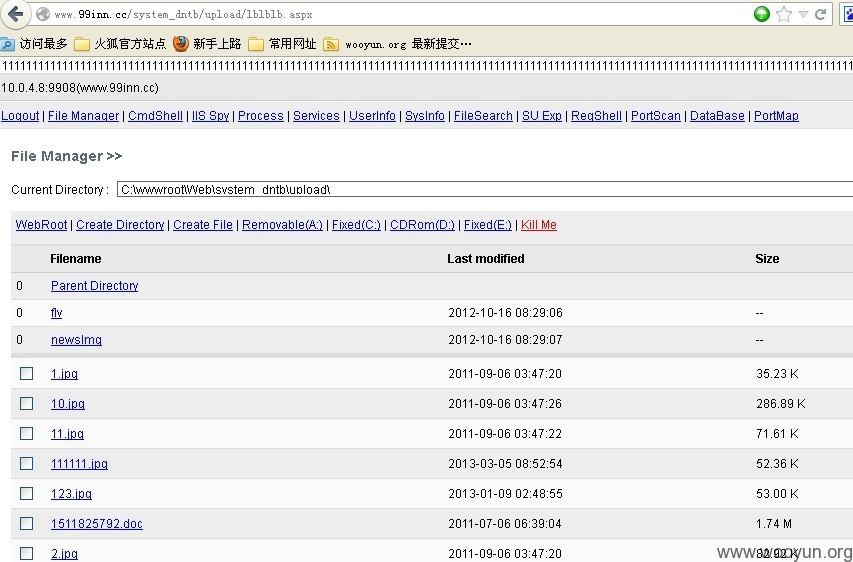 www.99inn.cc/system_dntb/upload/lblblb.aspx
访问最多 火狐官方站点 新手上路 常用网址 wooyun.org 最新提交…
10.0.4.8:9908(www.99inn.cc)
Logout | File Manager | CmdShell | IIS Spy | Process | Services | UserInfo | SysInfo | FileSearch | SU Exp | RegShell | PortScan | DataBase | PortMap
File Manager >>
Current Directory : C:\wwwroot\Web\system_dntb\upload\
WebRoot | Create Directory | Create File | Removable(A:) | Fixed(C:) | CDRom(D:) | Fixed(E:) | Kill Me
Filename Last modified Size
0 Parent Directory
0 flv 2012-10-16 08:29:06 --
0 newsImg 2012-10-16 08:29:07 --
1.jpg 2011-09-06 03:47:20 35.23 K
10.jpg 2011-09-06 03:47:26 286.89 K
11.jpg 2011-09-06 03:47:22 71.61 K
111111.jpg 2013-03-05 08:52:54 52.36 K
123.jpg 2013-01-09 02:48:55 53.00 K
1511825792.doc 2011-07-06 06:39:04 1.74 M
2.jpg 2011-09-06 03:47:20
www.wooyun.org